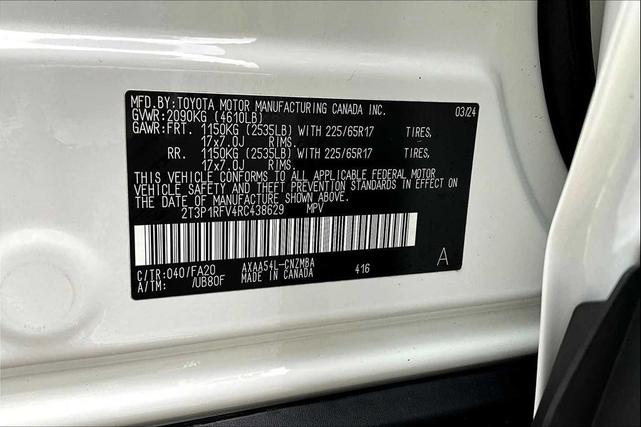 MFD.BY:TOYOTA MOTOR MANUFACTURING CANADA INC. 03/24
GVWR:2090KG (4610LB)
GAWR:FRT. 1150KG (2535LB) WITH 225/65R17 TIRES,
17x7.0J RIMS.
RR. 1150KG (2535LB) WITH 225/65R17 TIRES,
17x7.0J RIMS.
THIS VEHICLE CONFORMS TO ALL APPLICABLE FEDERAL MOTOR
VEHICLE SAFETY AND THEFT PREVENTION STANDARDS IN EFFECT ON
THE DATE OF MANUFACTURE SHOWN ABOVE.
2T3P1RFV4RC438629 MPV
C/TR:040/FA20 AXAA54L-CNZMBA 416 A
A/TM: /UB80F MADE IN CANADA